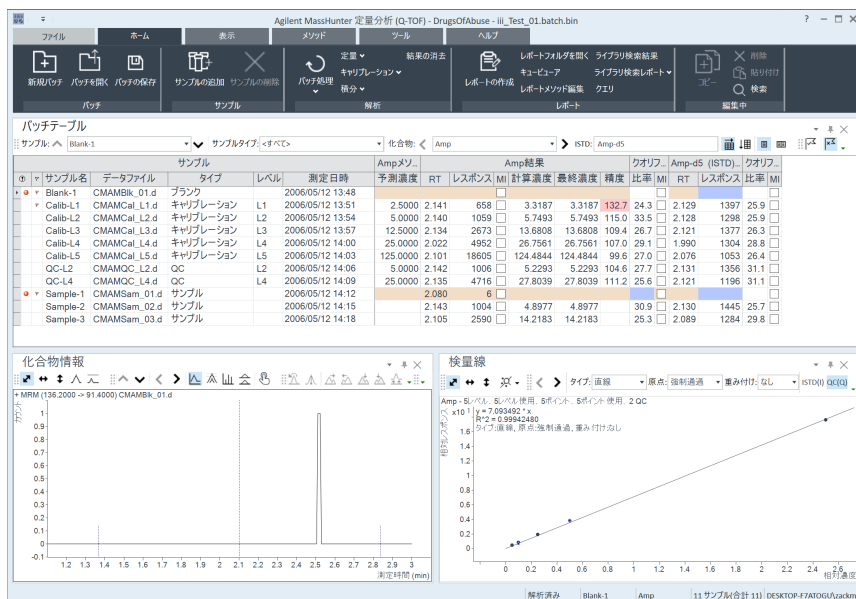 Agilent MassHunter 定量分析 (Q-TOF) - DrugsOfAbuse - iii_Test_01.batch.bin
ファイル ホーム 表示 メソッド ツール ヘルプ
新規バッチ バッチを開く バッチの保存
バッチ
サンプルの追加 サンプルの削除
サンプル
バッチ処理 定量 キャリブレーション 積分 結果の消去
解析
レポートの作成 レポートフォルダを開く キュービューア レポートメソッド編集 ライブラリ検索結果 ライブラリ検索レポート クエリ
レポート
コピー 削除 貼り付け 検索
編集中
バッチテーブル
サンプル: Blank-1 サンプルタイプ: <すべて> 化合物: Amp ISTD: Amp-d5
サンプル Ampメソ... Amp結果 クオリフ... Amp-d5 (ISTD)... クオリフ...
サンプル名 データファイル タイプ レベル 測定日時 予測濃度 RT レスポンス MI 計算濃度 最終濃度 精度 比率 MI RT レスポンス 比率 MI
Blank-1 CMAMBlk_01.d ブランク 2006/05/12 13:48
Calib-L1 CMAMCal_L1.d キャリブレーション L1 2006/05/12 13:51 2.5000 2.141 658 3.3187 3.3187 132.7 24.3 2.129 1397 25.9
Calib-L2 CMAMCal_L2.d キャリブレーション L2 2006/05/12 13:54 5.0000 2.140 1059 5.7493 5.7493 115.0 33.5 2.128 1298 25.9
Calib-L3 CMAMCal_L3.d キャリブレーション L3 2006/05/12 13:57 12.5000 2.134 2673 13.6808 13.6808 109.4 26.7 2.121 1377 26.3
Calib-L4 CMAMCal_L4.d キャリブレーション L4 2006/05/12 14:00 25.0000 2.022 4952 26.7561 26.7561 107.0 29.1 1.990 1304 28.8
Calib-L5 CMAMCal_L5.d キャリブレーション L5 2006/05/12 14:03 125.0000 2.101 18605 124.4844 124.4844 99.6 27.0 2.076 1053 26.4
QC-L2 CMAMQC_L2.d QC L2 2006/05/12 14:06 5.0000 2.142 1006 5.2293 5.2293 104.6 27.7 2.131 1356 31.1
QC-L4 CMAMQC_L4.d QC L4 2006/05/12 14:09 25.0000 2.135 4716 27.8039 27.8039 111.2 25.6 2.121 1196 31.1
Sample-1 CMAMSam_01.d サンプル 2006/05/12 14:12 2.080 6
Sample-2 CMAMSam_02.d サンプル 2006/05/12 14:15 2.143 1004 4.8977 4.8977 30.9 2.130 1445 25.7
Sample-3 CMAMSam_03.d サンプル 2006/05/12 14:18 2.105 2590 14.2183 14.2183 25.3 2.089 1284 29.8
化合物情報
+ MRM (136.2000 -> 91.4000) CMAMBlk_01.d
カウント
1
0.9
0.8
0.7
0.6
0.5
0.4
0.3
0.2
0.1
0
-0.1
1.2 1.3 1.4 1.5 1.6 1.7 1.8 1.9 2 2.1 2.2 2.3 2.4 2.5 2.6 2.7 2.8 2.9 3
測定時間 (min)
検量線
タイプ: 直線 原点: 強制通過 重み付け: なし ISTD(I) QC(Q)
Amp - 5レベル、5レベル使用、5ポイント、5ポイント使用、2 QC
相対レスポンス
x10 1
y = 7.093492 * x
R^2 = 0.99942480
タイプ:直線, 原点:強制通過, 重み付け:なし
1.6
1.4
1.2
1
0.8
0.6
0.4
0.2
0
0 0.2 0.4 0.6 0.8 1 1.2 1.4 1.6 1.8 2 2.2 2.4 2.6
相対濃度
解析済み Blank-1 Amp 11 サンプル(合計 11) DESKTOP-F7ATOGU\zackm